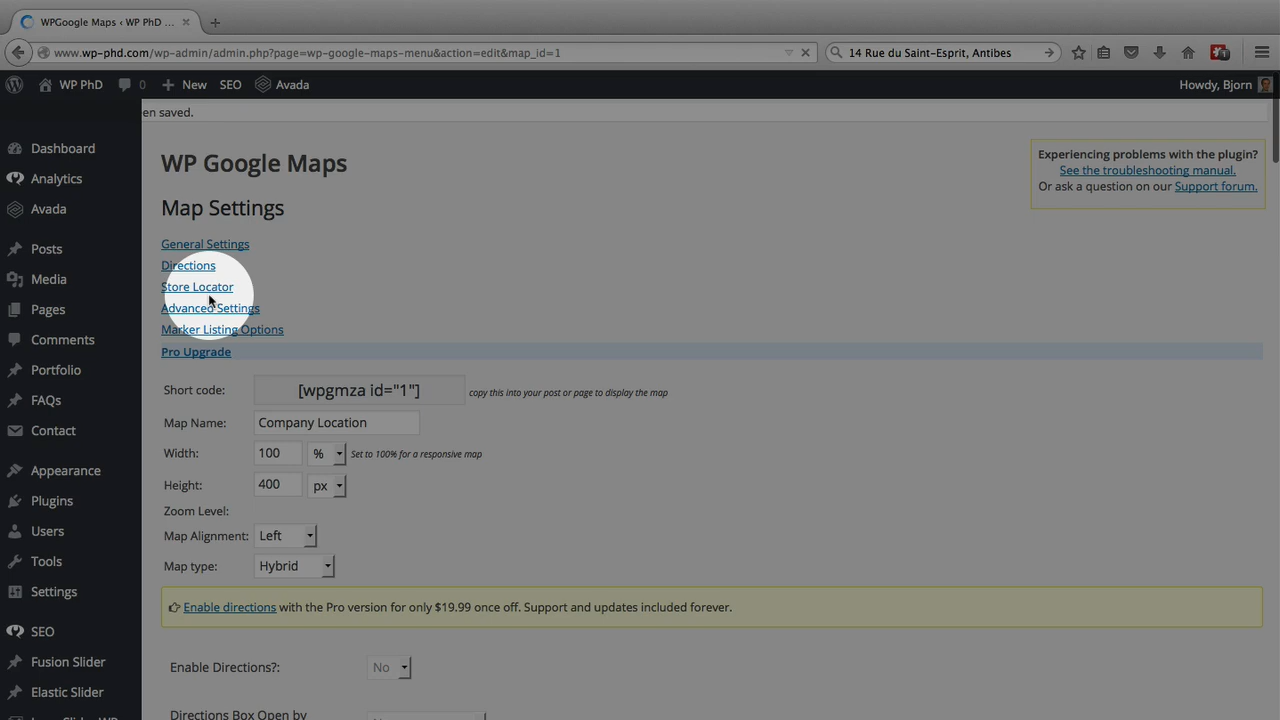 WPGoogle Maps ‹ WP PhD ...
www.wp-phd.com/wp-admin/admin.php?page=wp-google-maps-menu&action=edit&map_id=1
14 Rue du Saint-Esprit, Antibes
1
WP PhD
0
New
SEO
Avada
Howdy, Bjorn
en saved.
Dashboard
Analytics
Avada
Posts
Media
Pages
Comments
Portfolio
FAQs
Contact
Appearance
Plugins
Users
Tools
Settings
SEO
Fusion Slider
Elastic Slider
WP Google Maps
Experiencing problems with the plugin?
See the troubleshooting manual.
Or ask a question on our Support forum.
Map Settings
General Settings
Directions
Store Locator
Advanced Settings
Marker Listing Options
Pro Upgrade
Short code: [wpgmza id="1"] copy this into your post or page to display the map
Map Name: Company Location
Width: 100 % Set to 100% for a responsive map
Height: 400 px
Zoom Level:
Map Alignment: Left
Map type: Hybrid
Enable directions with the Pro version for only $19.99 once off. Support and updates included forever.
Enable Directions?: No
Directions Box Open by